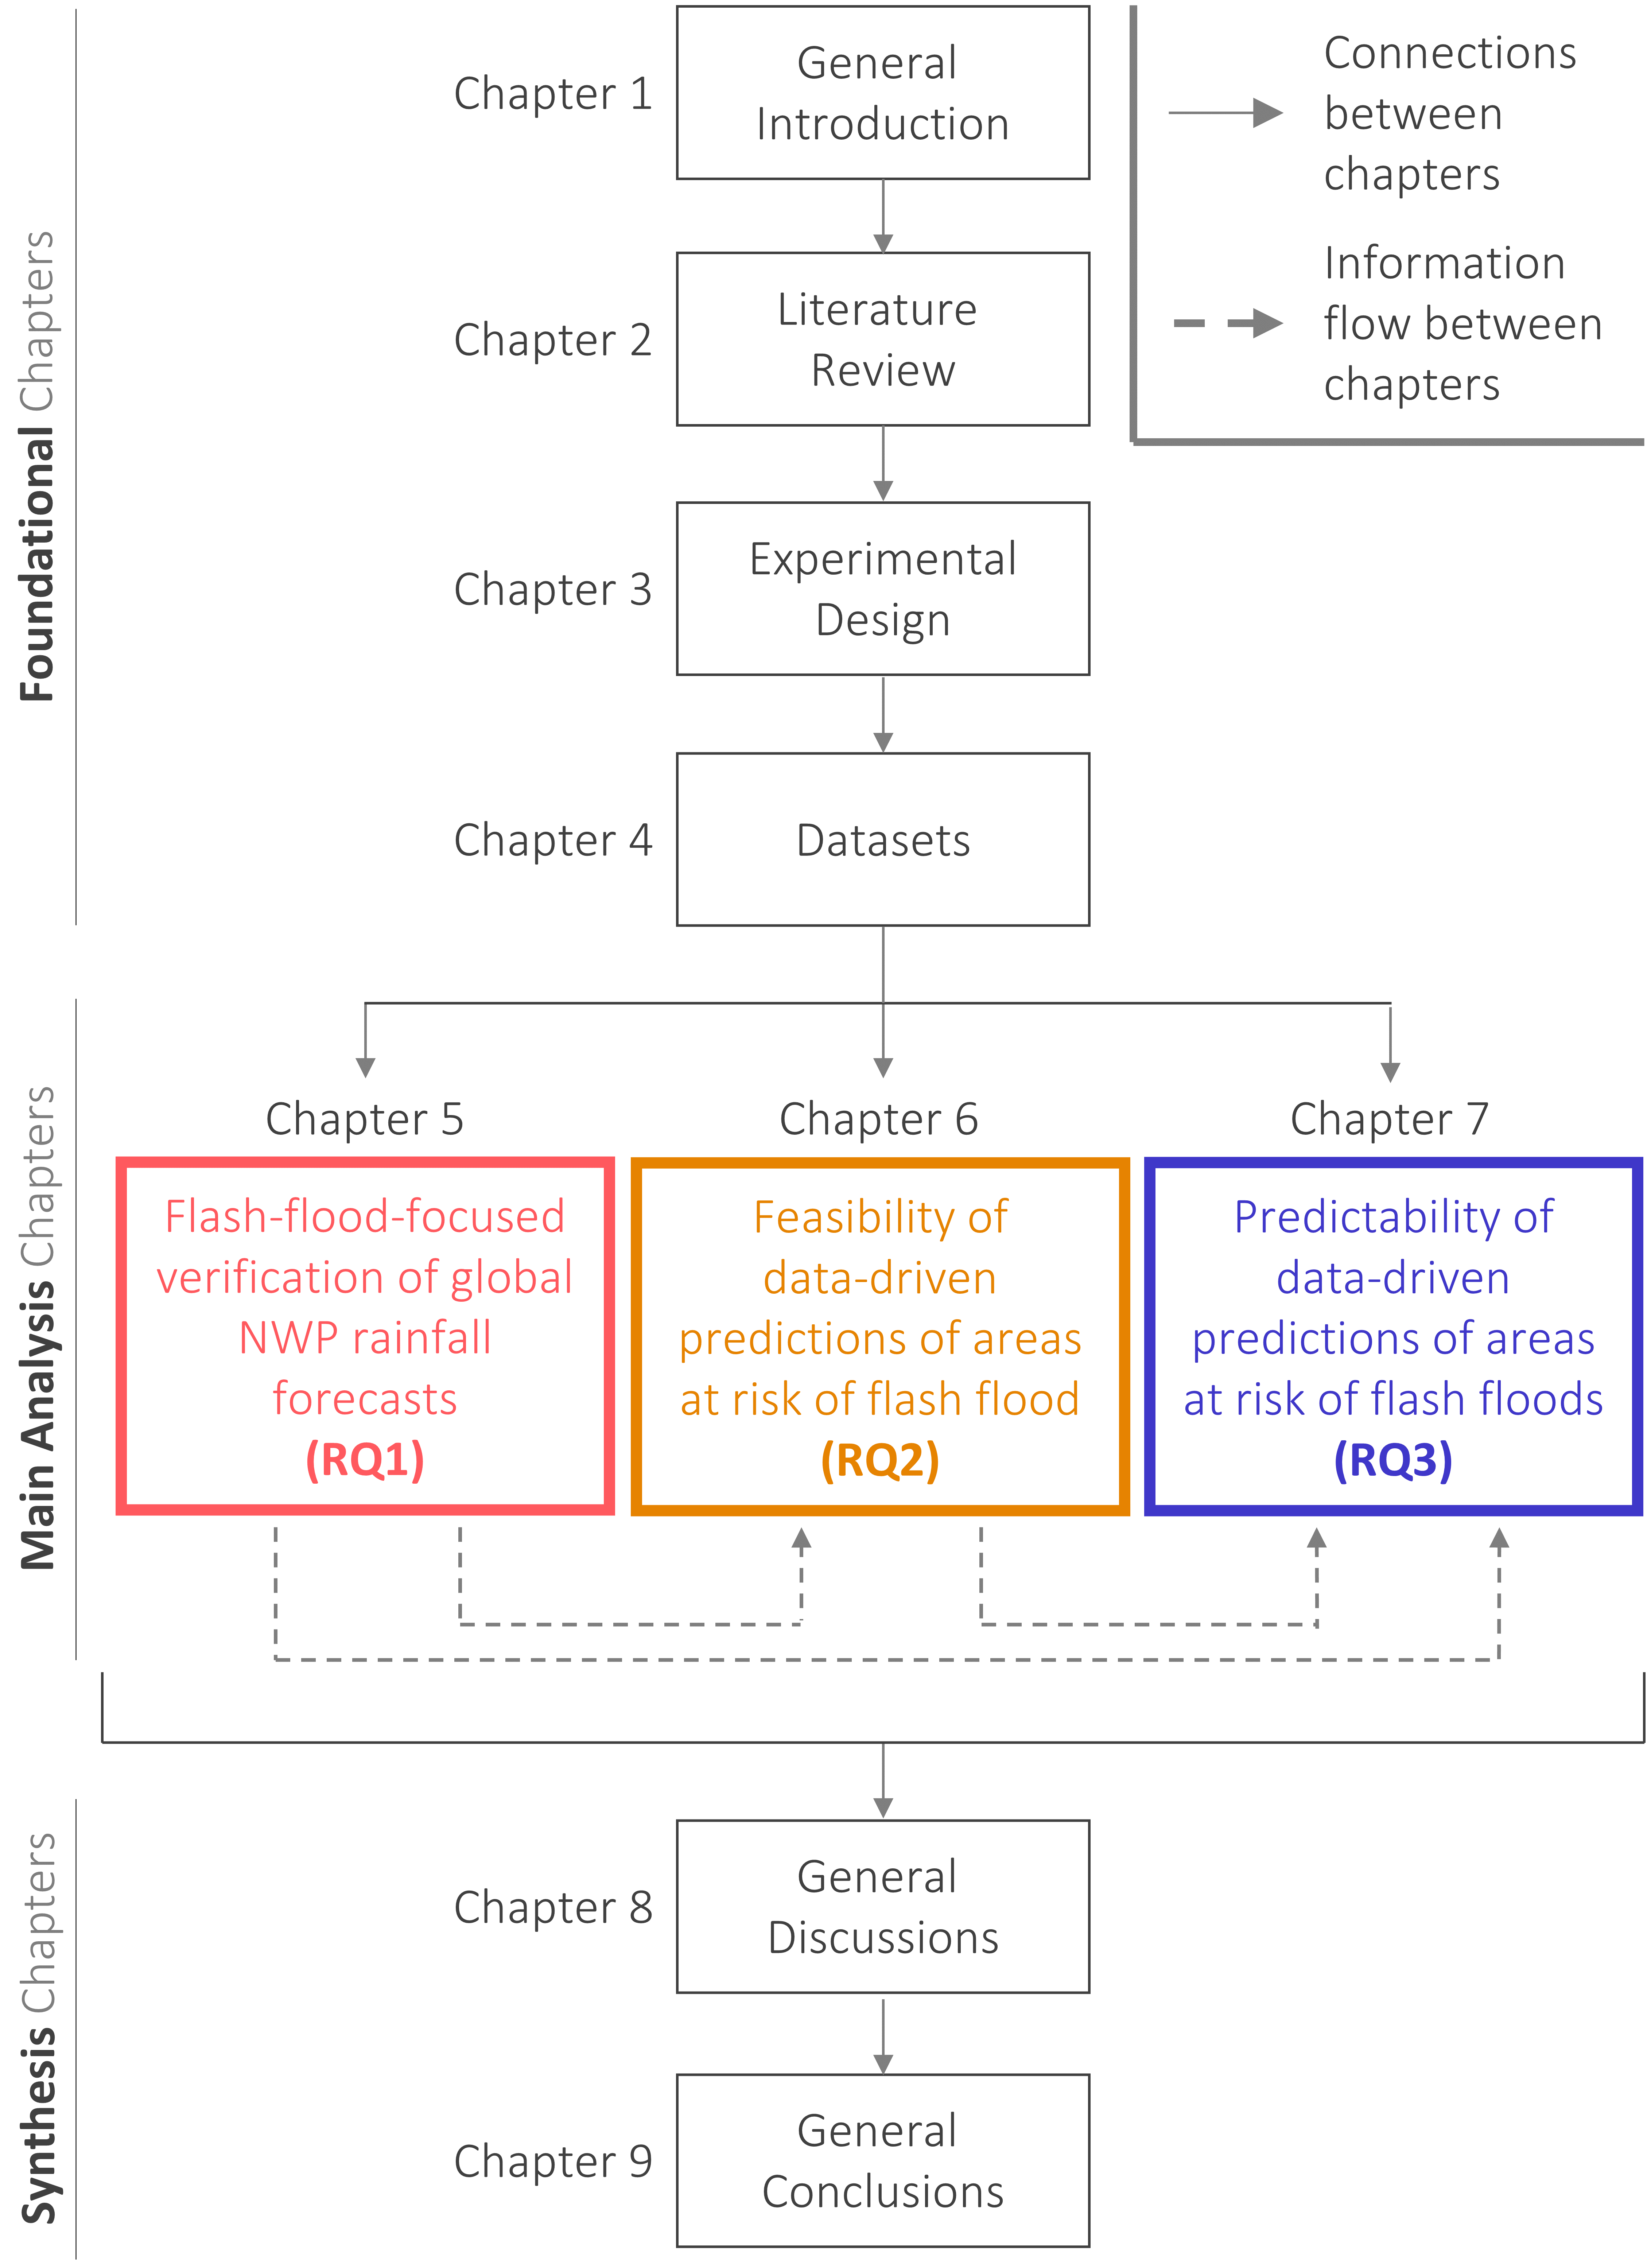 Foundational Chapters
Chapter 1
General
Introduction
Connections
between
chapters
Information
flow between
chapters
Chapter 2
Literature
Review
Chapter 3
Experimental
Design
Chapter 4
Datasets
Main Analysis Chapters
Chapter 5
Flash-flood-focused
verification of global
NWP rainfall
forecasts
(RQ1)
Chapter 6
Feasibility of
data-driven
predictions of areas
at risk of flash flood
(RQ2)
Chapter 7
Predictability of
data-driven
predictions of areas
at risk of flash floods
(RQ3)
Synthesis Chapters
Chapter 8
General
Discussions
Chapter 9
General
Conclusions